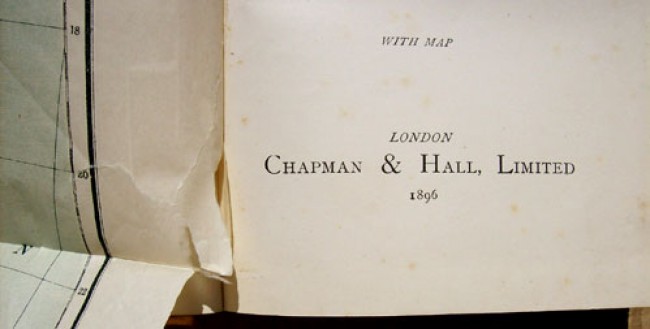 18
20
N
22
WITH MAP
LONDON
CHAPMAN & HALL, LIMITED
1896